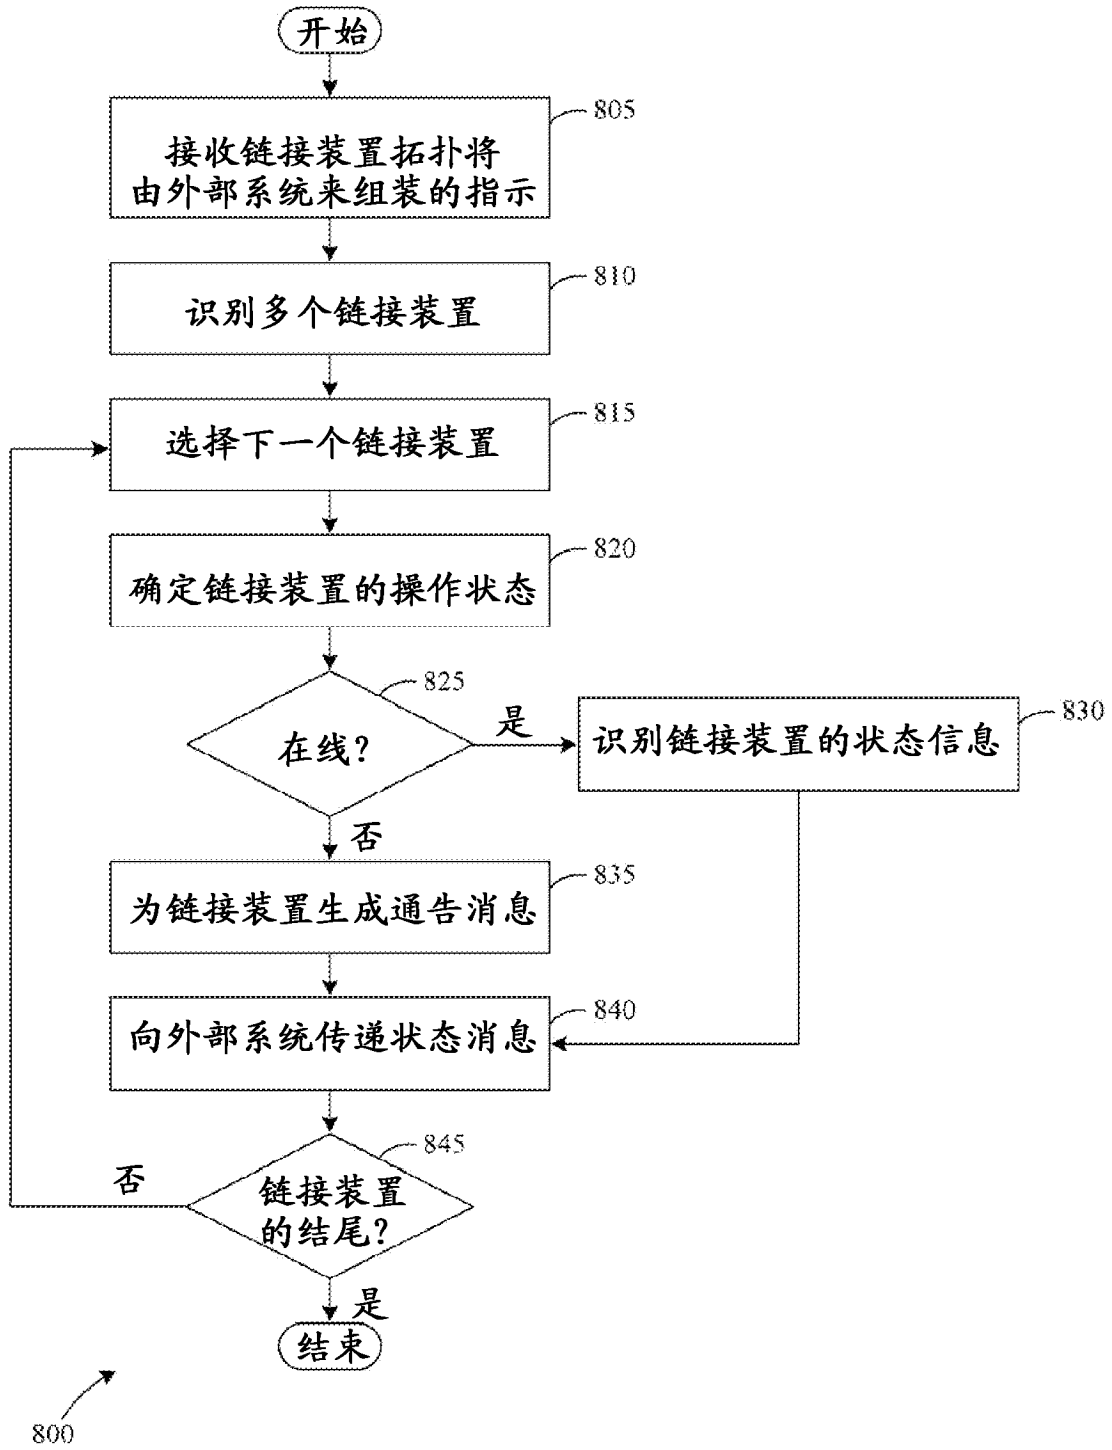 开始
805
接收链接装置拓扑将
由外部系统来组装的指示
810
识别多个链接装置
815
选择下一个链接装置
820
确定链接装置的操作状态
825
在线?
是
830
识别链接装置的状态信息
否
835
为链接装置生成通告消息
840
向外部系统传递状态消息
845
链接装置
的结尾?
否
是
结束
800